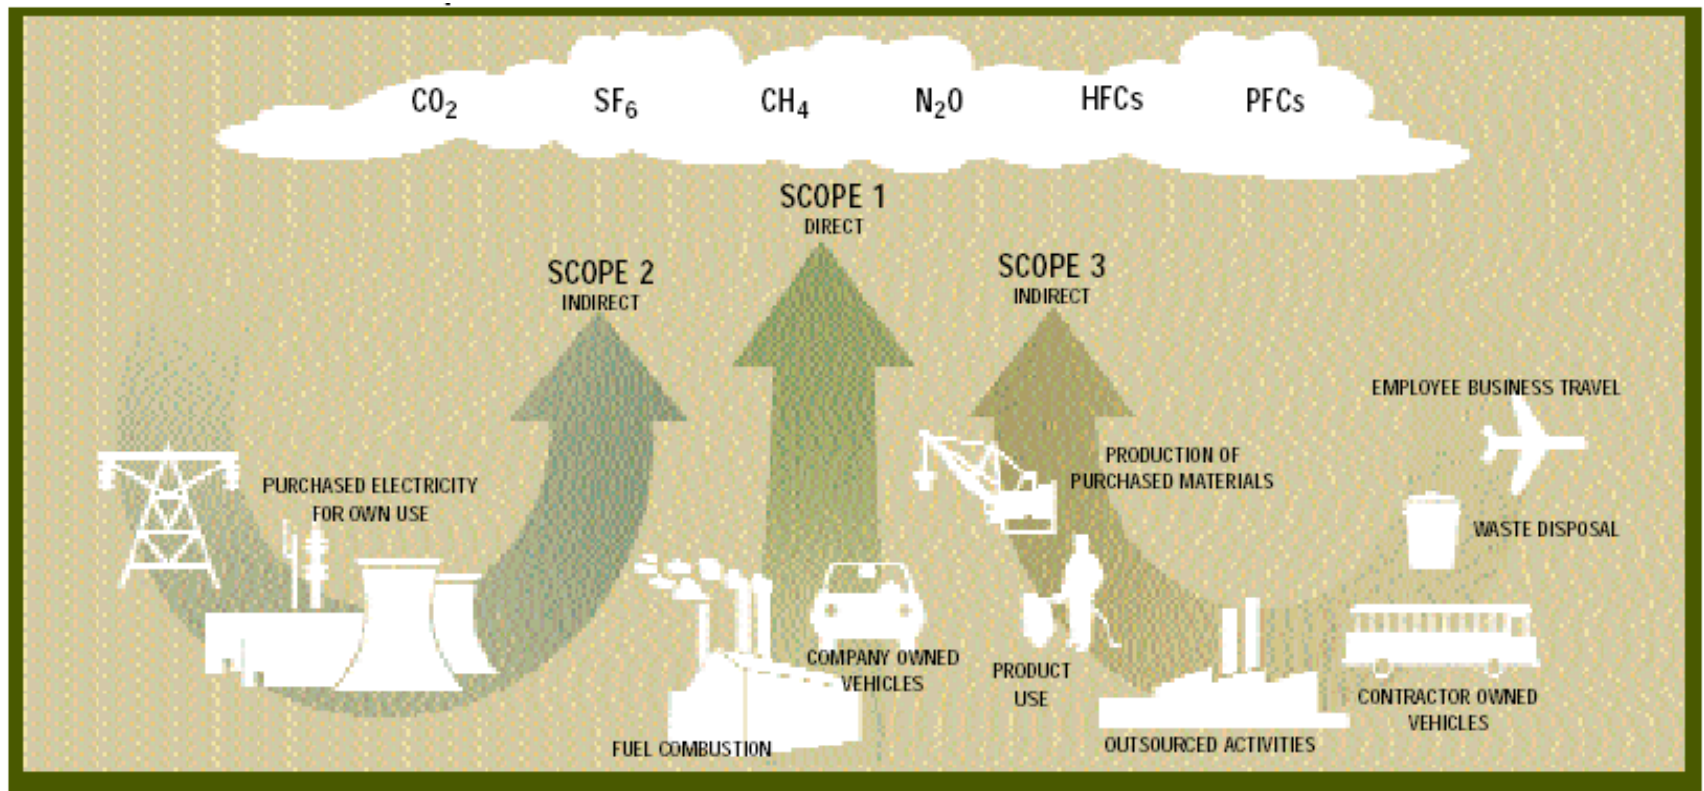 CO₂ SF₆ CH₄ N₂O HFCs PFCs
SCOPE 1
DIRECT
SCOPE 2
INDIRECT
SCOPE 3
INDIRECT
EMPLOYEE BUSINESS TRAVEL
PURCHASED ELECTRICITY
FOR OWN USE
PRODUCTION OF
PURCHASED MATERIALS
WASTE DISPOSAL
COMPANY OWNED
VEHICLES
PRODUCT
USE
CONTRACTOR OWNED
VEHICLES
FUEL COMBUSTION
OUTSOURCED ACTIVITIES